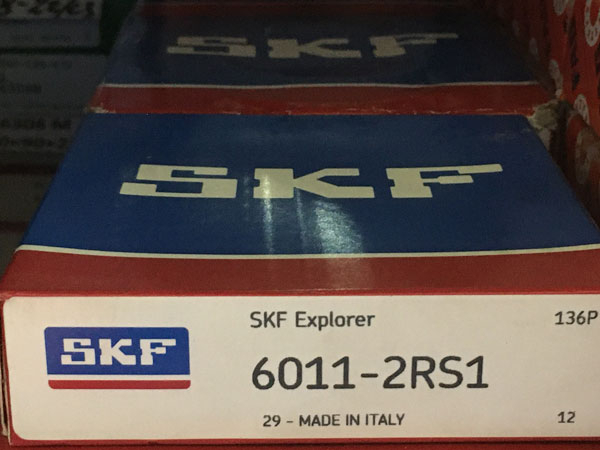 SKF
SKF
SKF Explorer
136P
SKF
6011-2RS1
29 - MADE IN ITALY
12